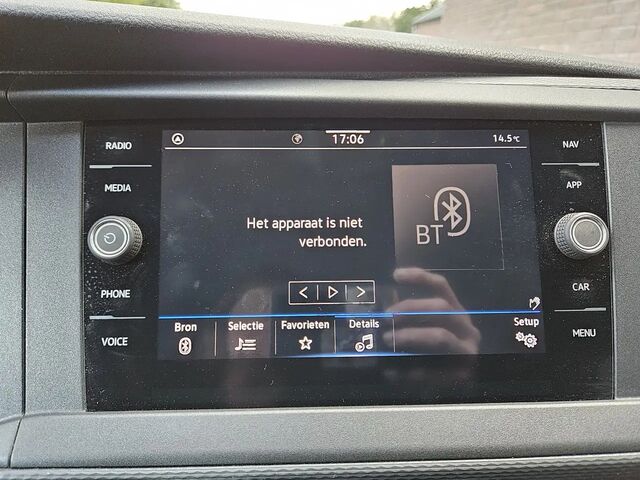 17:06
14.5°C
RADIO
MEDIA
PHONE
VOICE
NAV
APP
CAR
MENU
Het apparaat is niet
verbonden.
BT
Bron
Selectie
Favorieten
Details
Setup